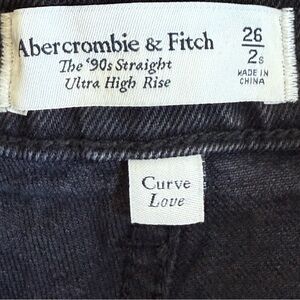 Abercrombie & Fitch
The '90s Straight
Ultra High Rise
26
2s
MADE IN
CHINA
Curve
Love